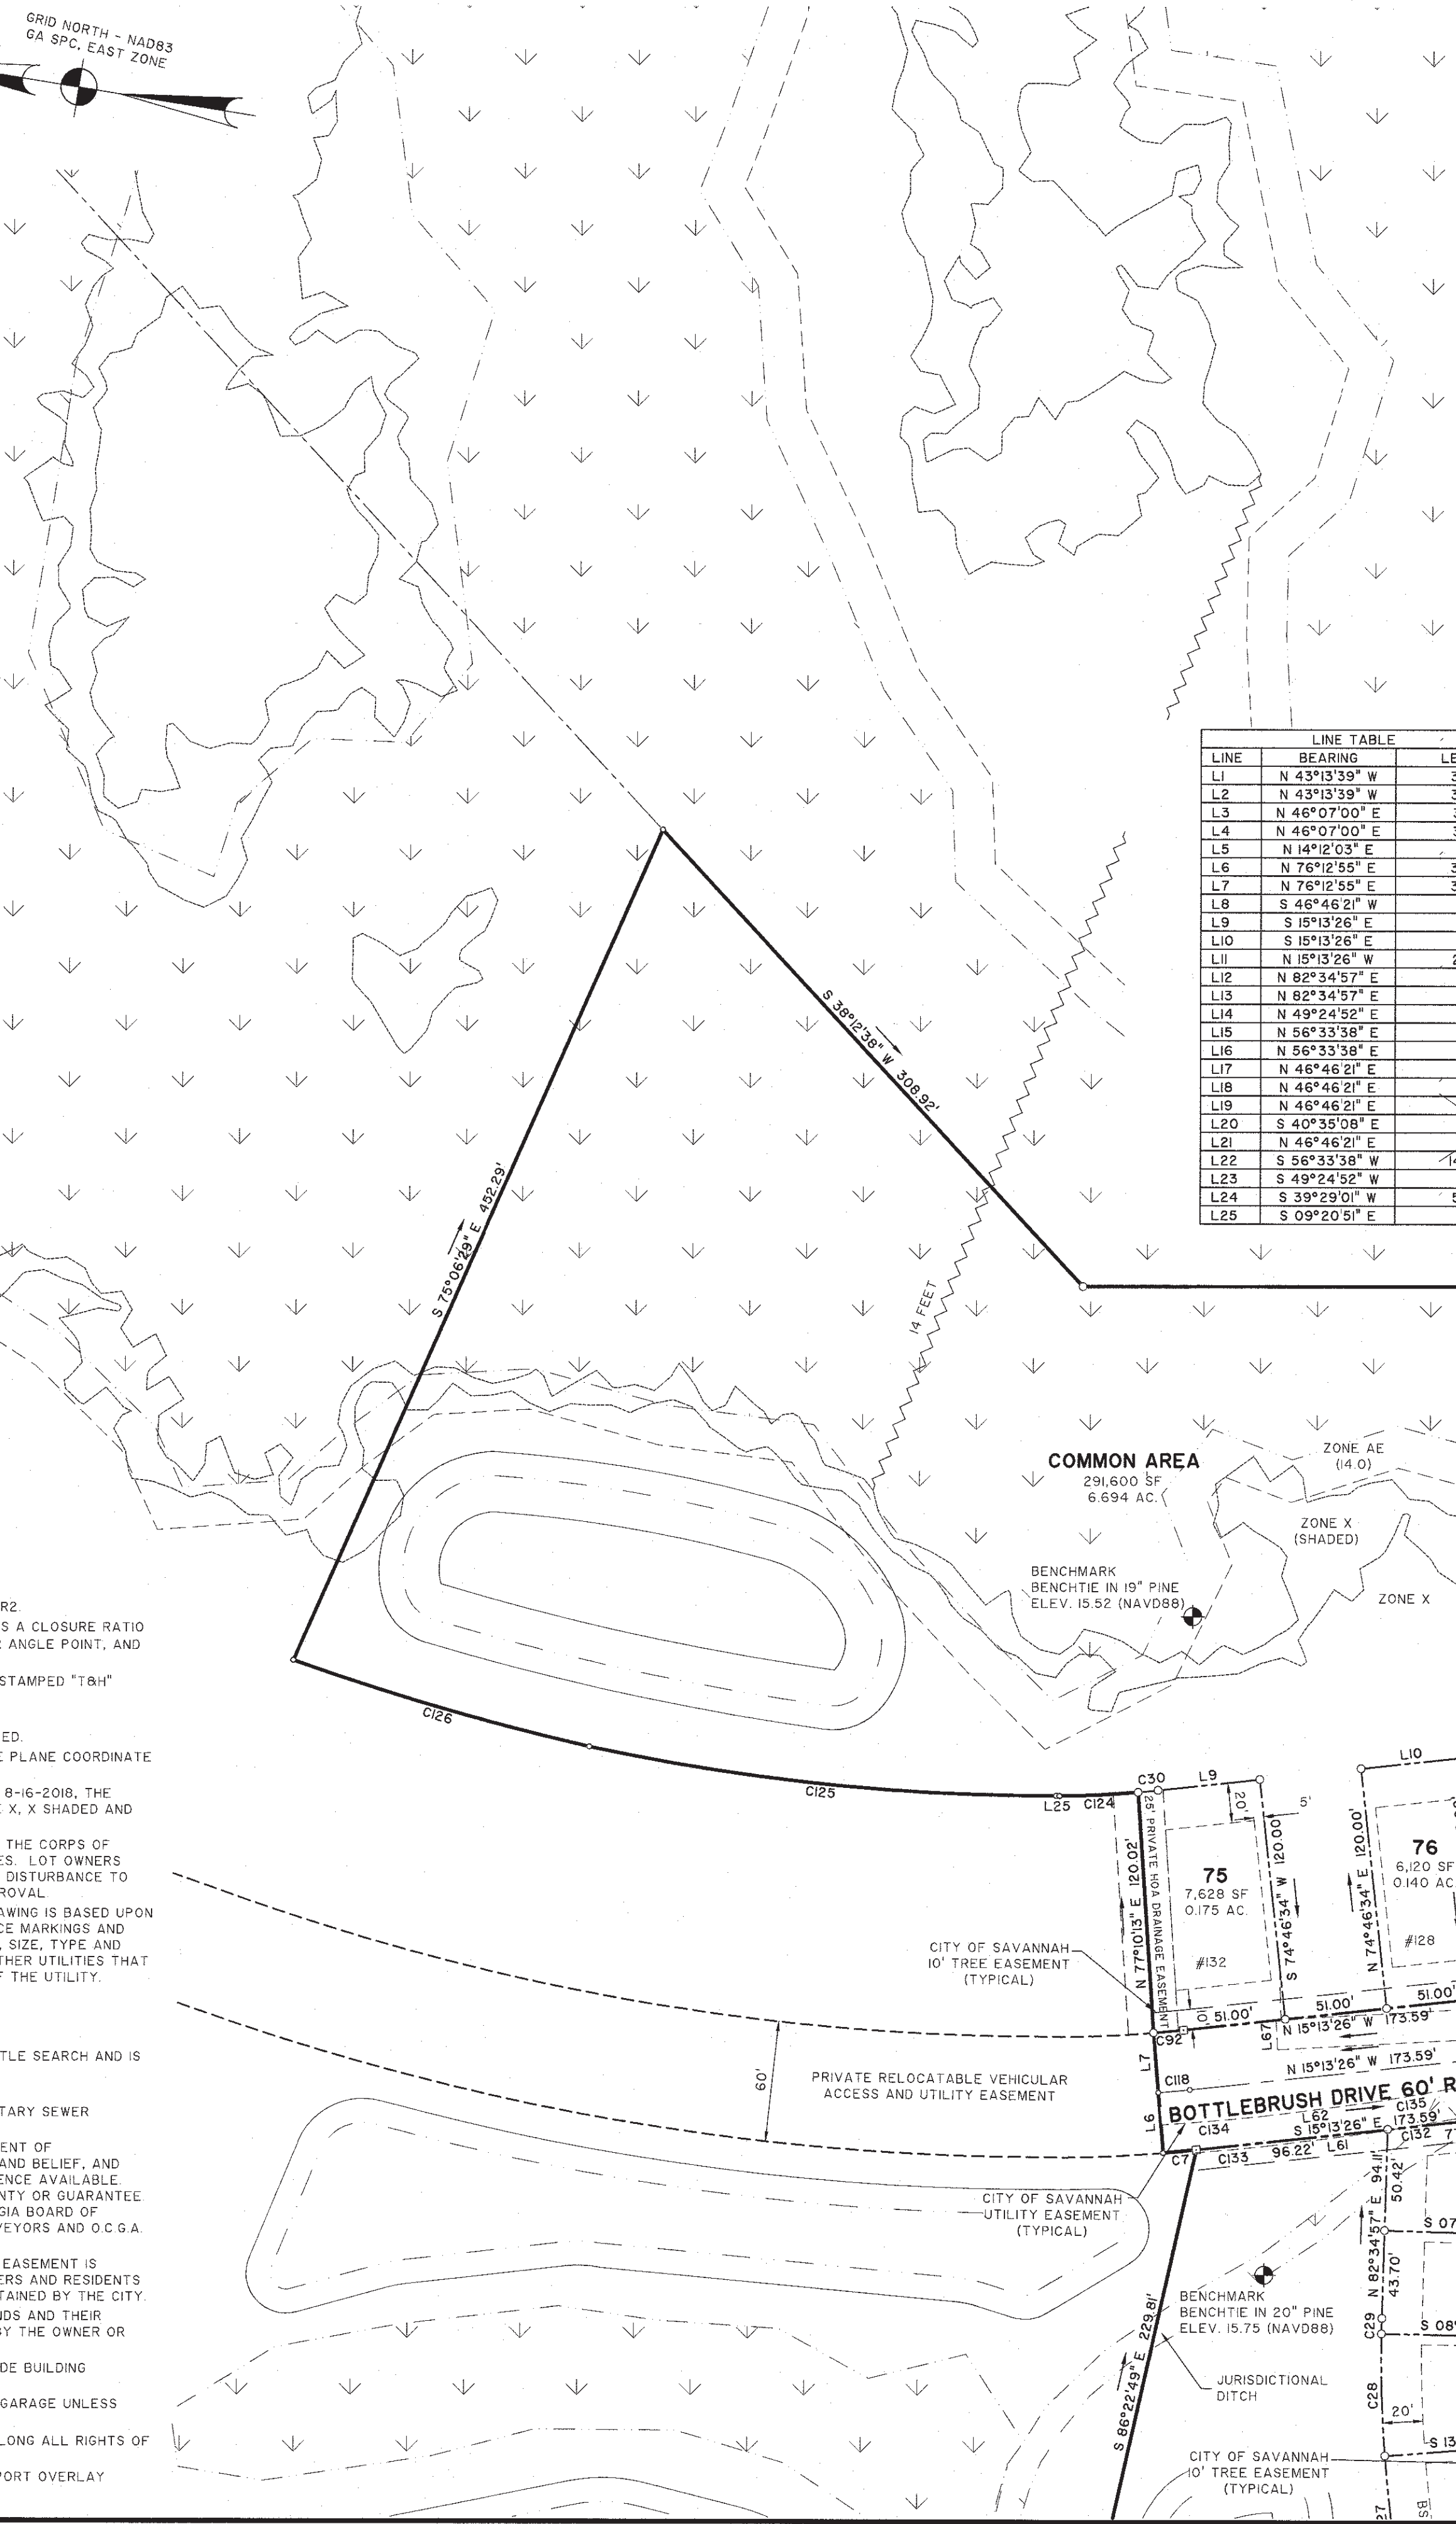 GRID NORTH - NAD83
GA SPC, EAST ZONE
LINE TABLE
LINE BEARING LE
L1 N 43°13'39" W 3
L2 N 43°13'39" W 3
L3 N 46°07'00" E
L4 N 46°07'00" E 3
L5 N 14°12'03" E
L6 N 76°12'55" E 3
L7 N 76°12'55" E 3
L8 S 46°46'21" W
L9 S 15°13'26" E
L10 S 15°13'26" E
L11 N 15°13'26" W 2
L12 N 82°34'57" E
L13 N 82°34'57" E
L14 N 49°24'52" E
L15 N 56°33'38" E
L16 N 56°33'38" E
L17 N 46°46'21" E
L18 N 46°46'21" E
L19 N 46°46'21" E
L20 S 40°35'08" E
L21 N 46°46'21" E
L22 S 56°33'38" W 14
L23 S 49°24'52" W
L24 S 39°29'01" W 5
L25 S 09°20'51" E
S 38°12'38" W 308.92'
S 75°06'29" E 452.29'
14 FEET
COMMON AREA
291,600 SF
6.694 AC.
ZONE AE
(14.0)
ZONE X
(SHADED)
ZONE X
BENCHMARK
BENCHTIE IN 19" PINE
ELEV. 15.52 (NAVD88)
R2.
S A CLOSURE RATIO
ANGLE POINT, AND
STAMPED "T&H"
ED.
PLANE COORDINATE
8-16-2018, THE
X, X SHADED AND
THE CORPS OF
ES. LOT OWNERS
DISTURBANCE TO
ROVAL.
AWING IS BASED UPON
CE MARKINGS AND
, SIZE, TYPE AND
THER UTILITIES THAT
F THE UTILITY.
TLE SEARCH AND IS
TARY SEWER
ENT OF
AND BELIEF, AND
ENCE AVAILABLE.
NTY OR GUARANTEE
GIA BOARD OF
VEYORS AND O.C.G.A.
EASEMENT IS
ERS AND RESIDENTS
TAINED BY THE CITY.
NDS AND THEIR
BY THE OWNER OR
DE BUILDING
GARAGE UNLESS
LONG ALL RIGHTS OF
PORT OVERLAY
C126
C125
L25
C124
C30
L9
L10
20'
5'
25' PRIVATE HOA DRAINAGE EASEMENT
N 77°10'13" E 120.02'
75
7,628 SF
0.175 AC.
#132
S 74°46'34" W 120.00'
N 74°46'34" E 120.00'
76
6,120 SF
0.140 AC.
#128
CITY OF SAVANNAH
10' TREE EASEMENT
(TYPICAL)
10'
51.00'
51.00'
51.00'
C92
L67
N 15°13'26" W 173.59'
L7
N 15°13'26" W 173.59'
C118
60'
PRIVATE RELOCATABLE VEHICULAR
ACCESS AND UTILITY EASEMENT
BOTTLEBRUSH DRIVE 60' R
L6
C134
L62
C135
S 15°13'26" E 173.59'
C7
C133
96.22'
L61
C132
CITY OF SAVANNAH
UTILITY EASEMENT
(TYPICAL)
N 82°34'57" E 94.11'
50.42'
43.70'
S 07
BENCHMARK
BENCHTIE IN 20" PINE
ELEV. 15.75 (NAVD88)
C29
S 08°
S 86°22'49" E 229.81'
JURISDICTIONAL
DITCH
C28
20'
S 13
CITY OF SAVANNAH
10' TREE EASEMENT
(TYPICAL)
27
BS